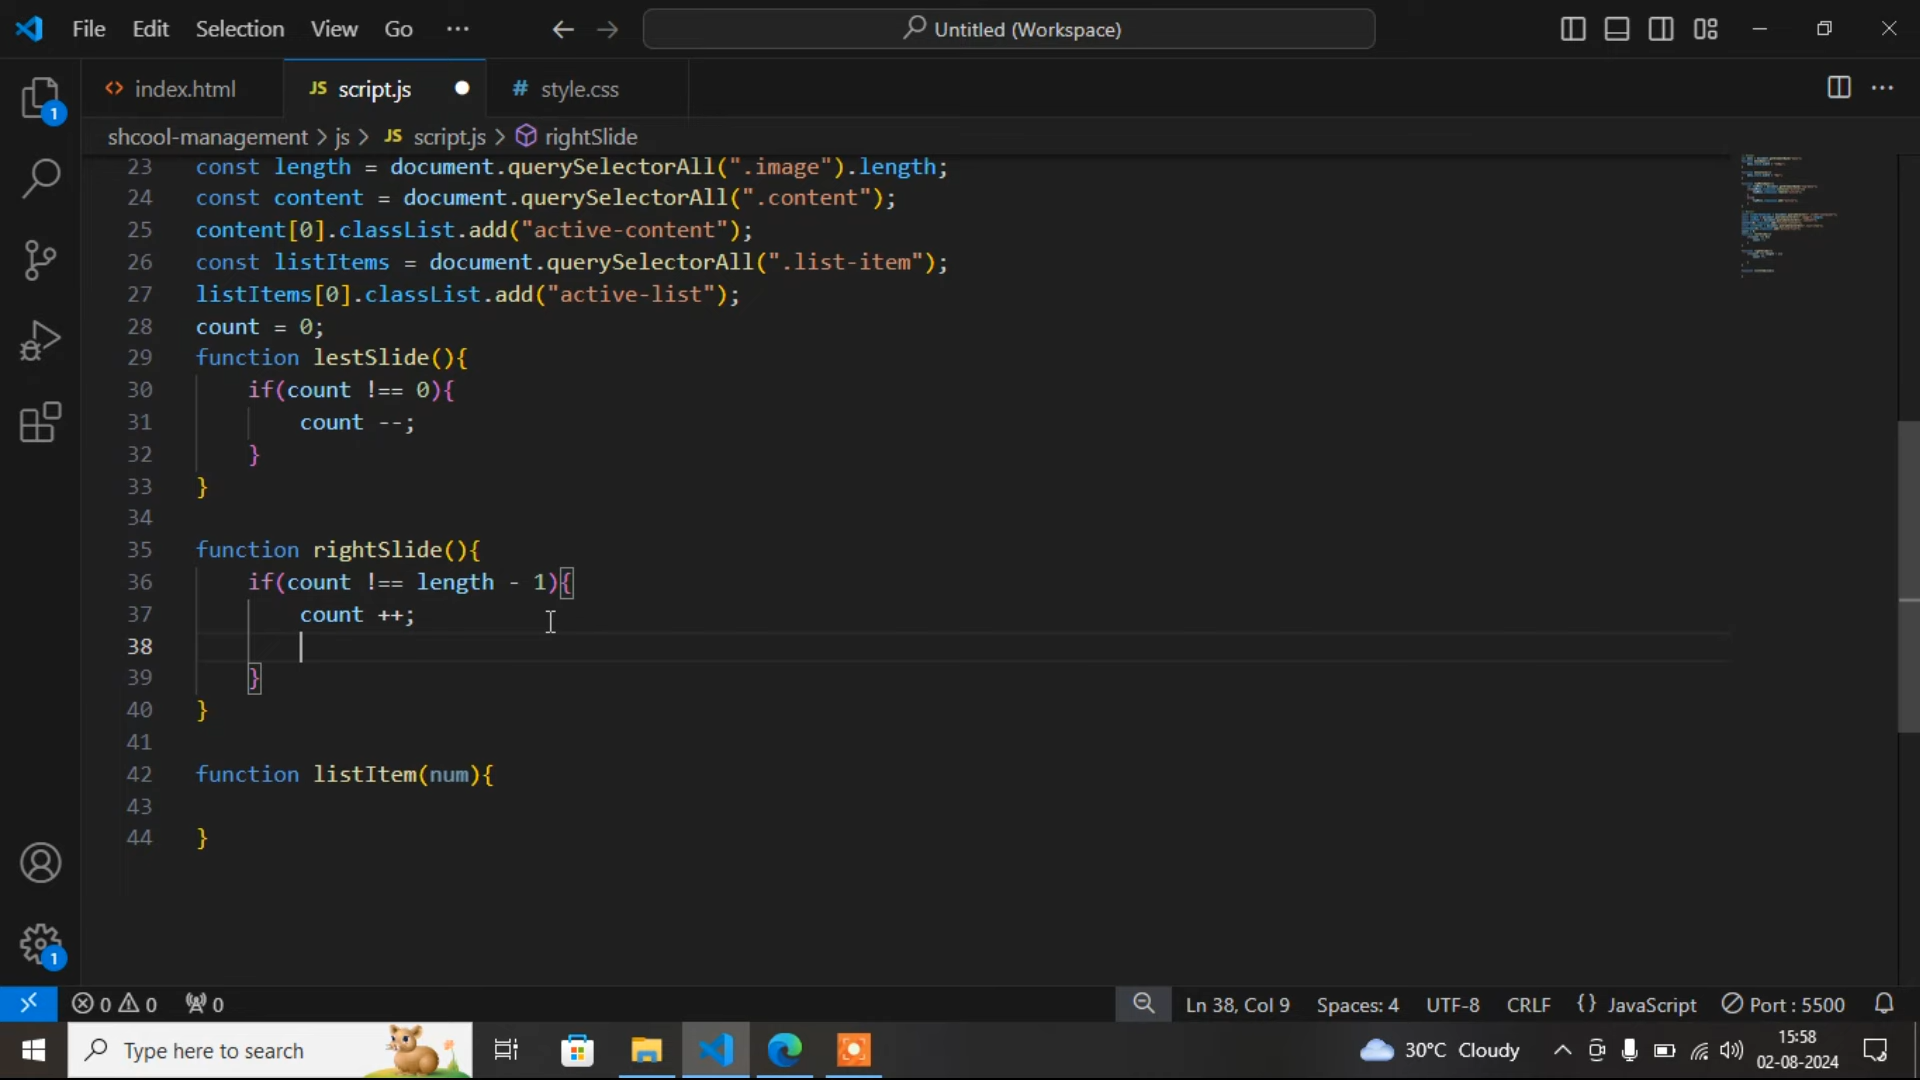 File Edit Selection View Go ··· Untitled (Workspace)
index.html JS script.js # style.css ···
1
shcool-management > js > JS script.js > rightSlide
23 const length = document.querySelectorAll(".image").length;
24 const content = document.querySelectorAll(".content");
25 content[0].classList.add("active-content");
26 const listItems = document.querySelectorAll(".list-item");
27 listItems[0].classList.add("active-list");
28 count = 0;
29 function lestSlide(){
30 if(count !== 0){
31 count --;
32 }
33 }
34
35 function rightSlide(){
36 if(count !== length - 1){
37 count ++;
38
39 }
40 }
41
42 function listItem(num){
43
44 }
1
0 0 0 Ln 38, Col 9 Spaces: 4 UTF-8 CRLF {} JavaScript Port : 5500
Type here to search 30°C Cloudy 15:58
02-08-2024